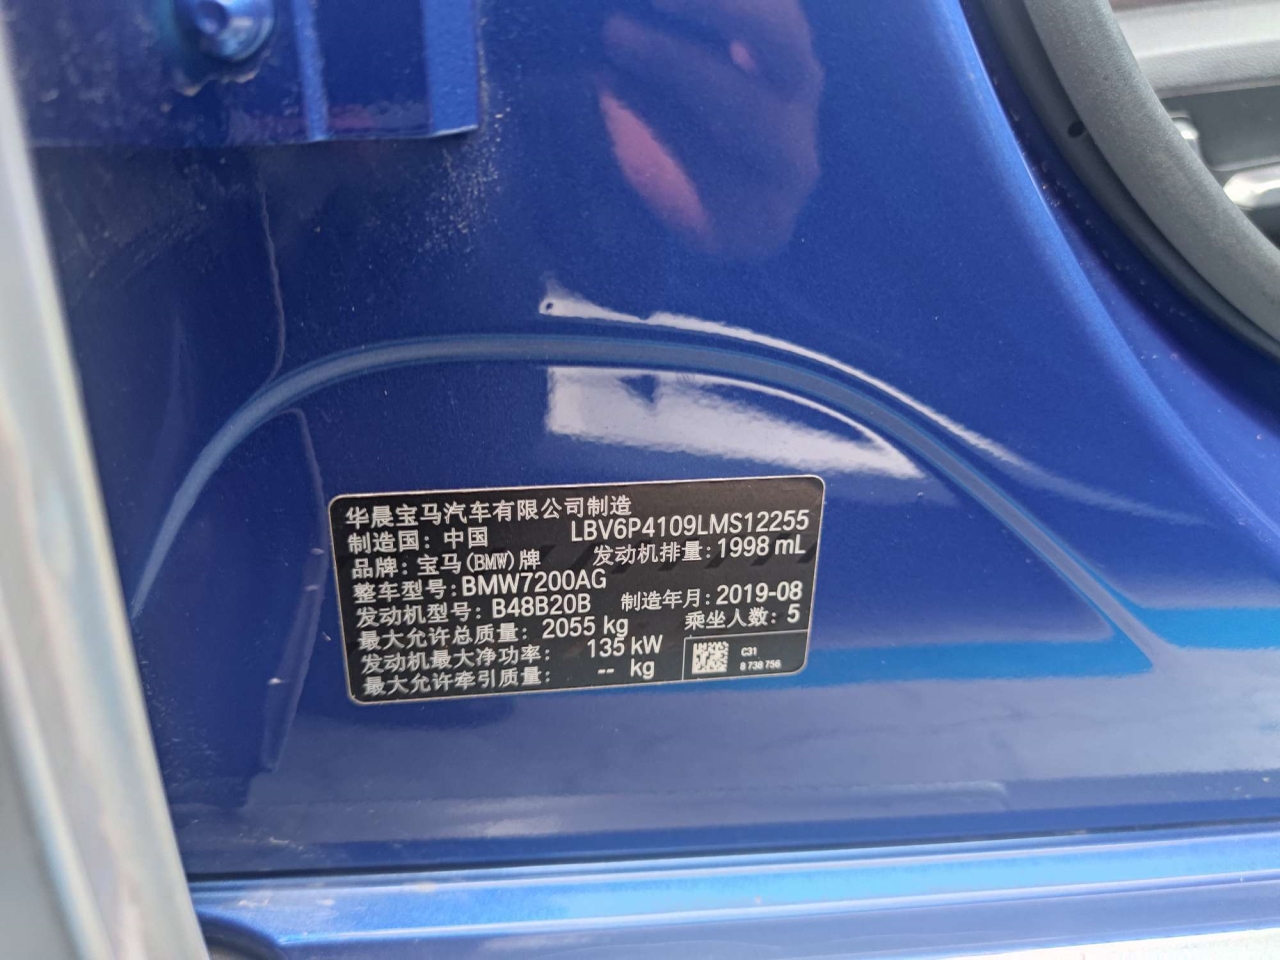 华晨宝马汽车有限公司制造
制造国: 中国 LBV6P4109LMS12255
品牌: 宝马(BMW)牌 发动机排量: 1998 mL
整车型号: BMW7200AG
发动机型号: B48B20B 制造年月: 2019-08
最大允许总质量: 2055 kg 乘坐人数: 5
发动机最大净功率: 135 kW
最大允许牵引质量: -- kg
C31
8 738 756